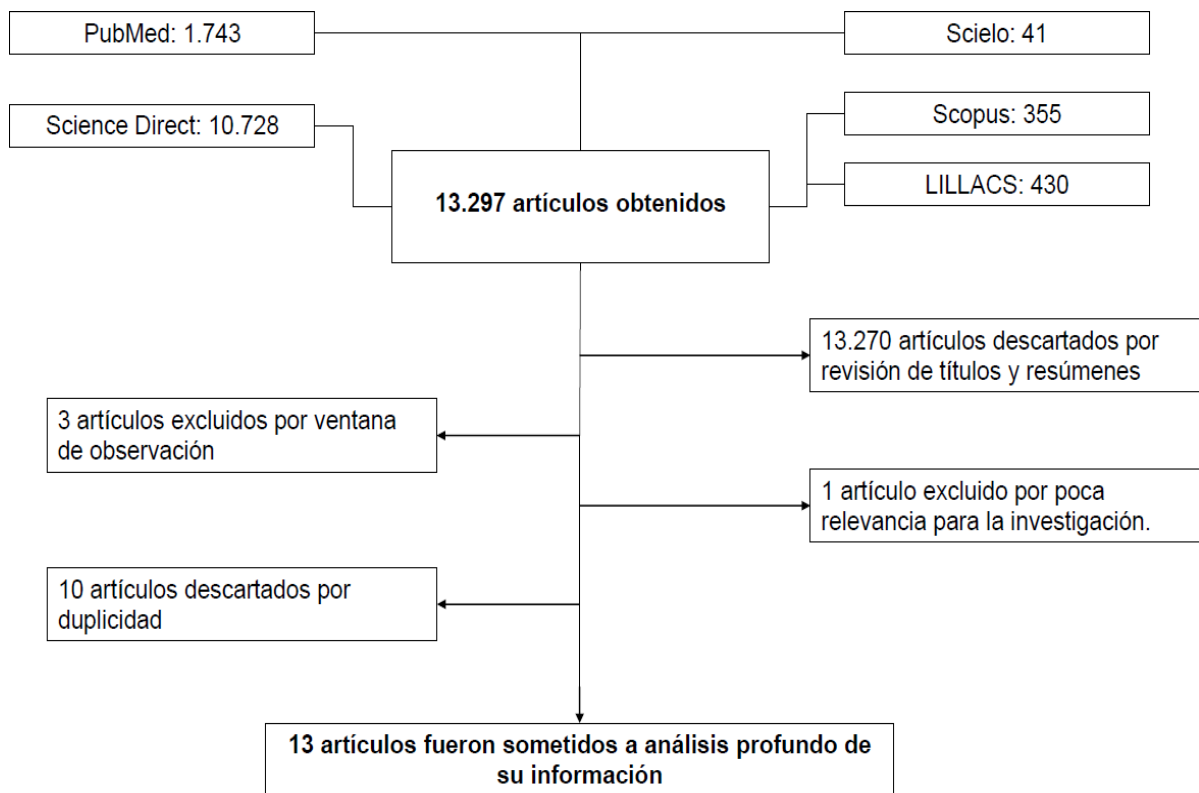 PubMed: 1.743
Scielo: 41
Science Direct: 10.728
Scopus: 355
LILLACS: 430
13.297 artículos obtenidos
13.270 artículos descartados por
revisión de títulos y resúmenes
3 artículos excluidos por ventana
de observación
1 artículo excluido por poca
relevancia para la investigación.
10 artículos descartados por
duplicidad
13 artículos fueron sometidos a análisis profundo de
su información